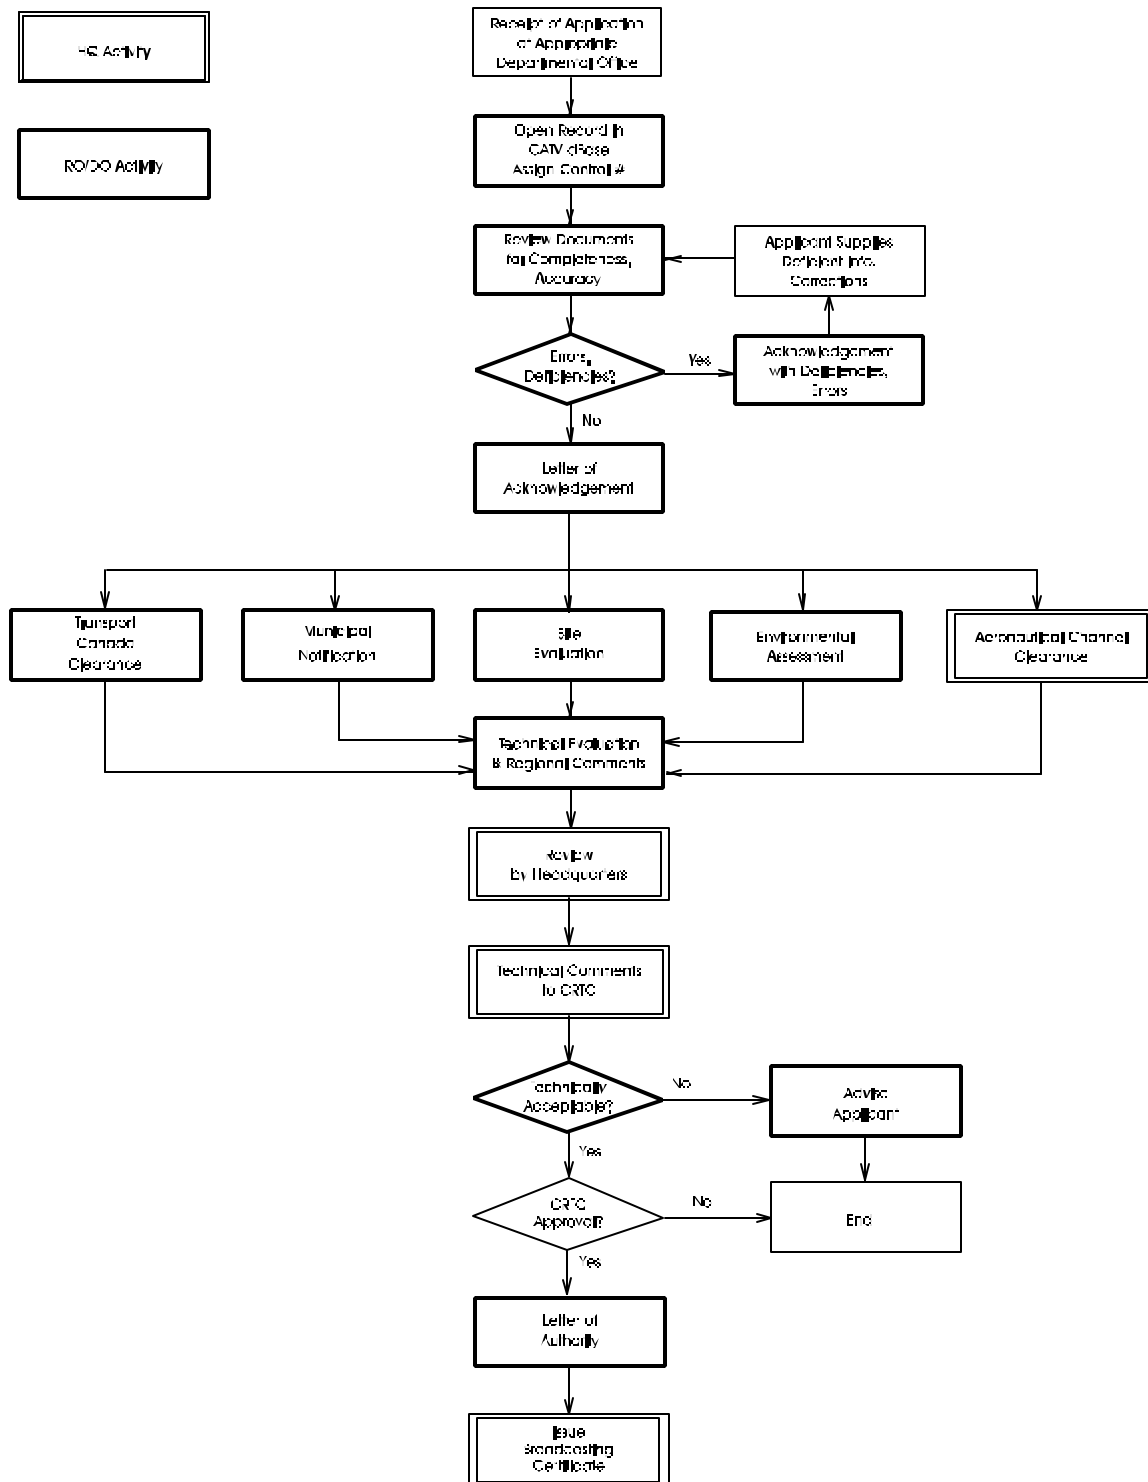 HQ Activity
RO/DO Activity
Receipt of Application
at Appropriate
Departmental Office
Open Record in
CATV dBase
Assign Control #
Review Documents
for Completeness,
Accuracy
Applicant Supplies
Deficient Info,
Corrections
Errors,
Deficiencies?
Yes
Acknowledgement
with Deficiencies,
Errors
No
Letter of
Acknowledgement
Transport
Canada
Clearance
Municipal
Notification
Site
Evaluation
Environmental
Assessment
Aeronautical Channel
Clearance
Technical Evaluation
& Regional Comments
Review
by Headquarters
Technical Comments
to CRTC
Technically
Acceptable?
No
Advise
Applicant
Yes
CRTC
Approval?
No
End
Yes
Letter of
Authority
Issue
Broadcasting
Certificate